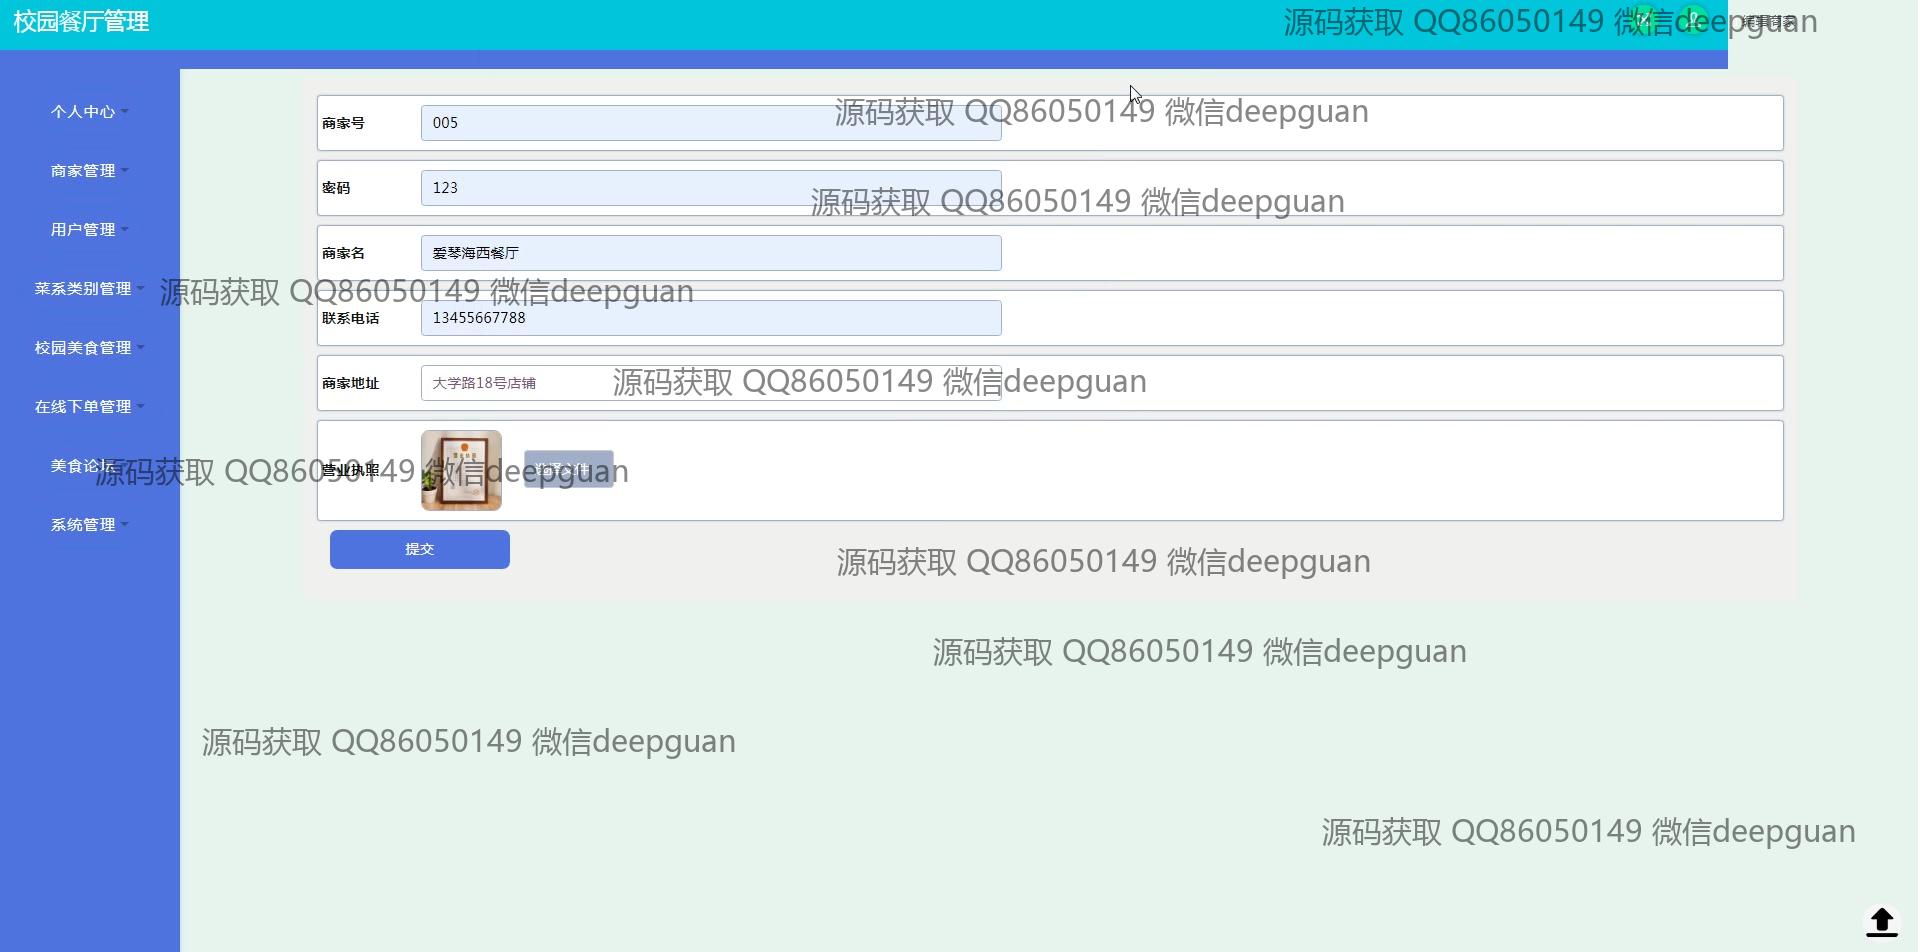 校园餐厅管理
源码获取 QQ86050149 微信deepguan
编辑商家
个人中心
商家管理
用户管理
菜系类别管理
校园美食管理
在线下单管理
美食论坛
系统管理
源码获取 QQ86050149 微信deepguan
商家号 005
密码 123
源码获取 QQ86050149 微信deepguan
商家名 爱琴海西餐厅
源码获取 QQ86050149 微信deepguan
联系电话 13455667788
商家地址 大学路18号店铺
源码获取 QQ86050149 微信deepguan
营业执照 选择文件
源码获取 QQ86050149 微信deepguan
提交
源码获取 QQ86050149 微信deepguan
源码获取 QQ86050149 微信deepguan
源码获取 QQ86050149 微信deepguan
源码获取 QQ86050149 微信deepguan